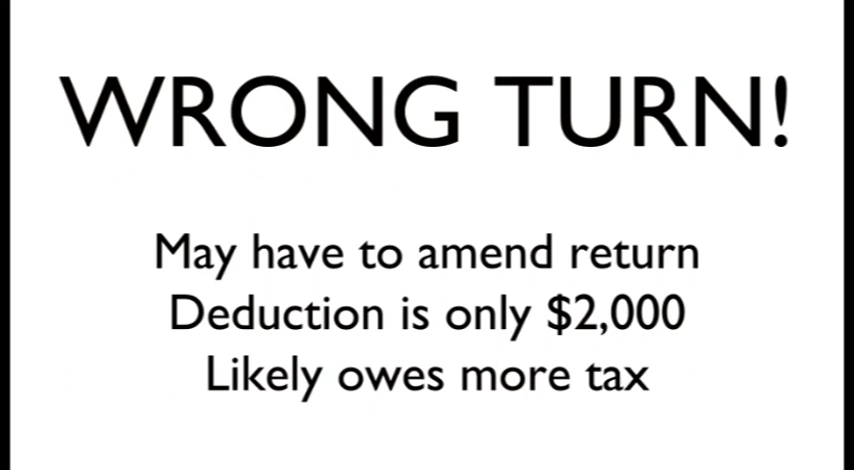 WRONG TURN!
May have to amend return
Deduction is only $2,000
Likely owes more tax